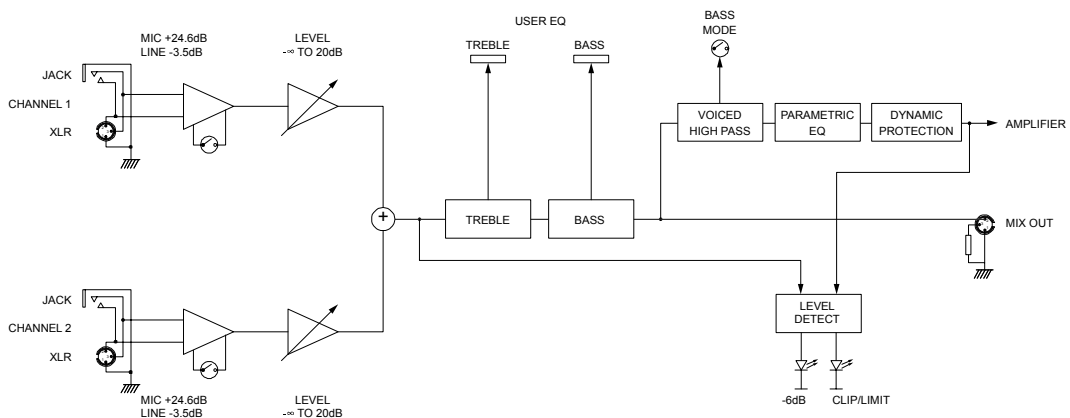 USER EQ
BASS
MODE
MIC +24.6dB
LINE -3.5dB
LEVEL
-∞ TO 20dB
TREBLE
BASS
JACK
CHANNEL 1
XLR
VOICED
HIGH PASS
PARAMETRIC
EQ
DYNAMIC
PROTECTION
AMPLIFIER
+
TREBLE
BASS
MIX OUT
JACK
CHANNEL 2
XLR
LEVEL
DETECT
-6dB
CLIP/LIMIT
MIC +24.6dB
LINE -3.5dB
LEVEL
-∞ TO 20dB